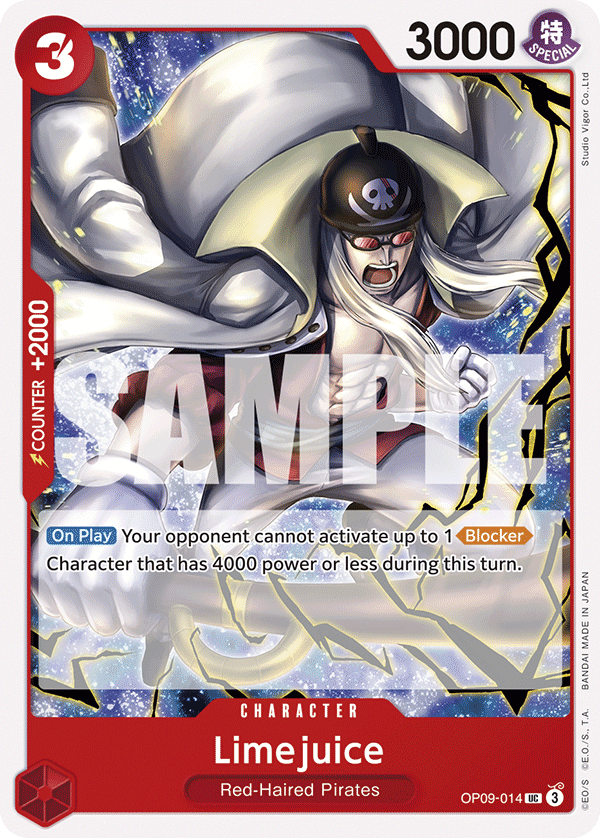 3
3000
特
SPECIAL
Studio Vigor Co.,Ltd
COUNTER +2000
SAMPLE
On Play Your opponent cannot activate up to 1 Blocker
Character that has 4000 power or less during this turn.
©E.O./S., T.A. BANDAI MADE IN JAPAN
©EO/S
CHARACTER
Limejuice
Red-Haired Pirates
OP09-014 UC 3